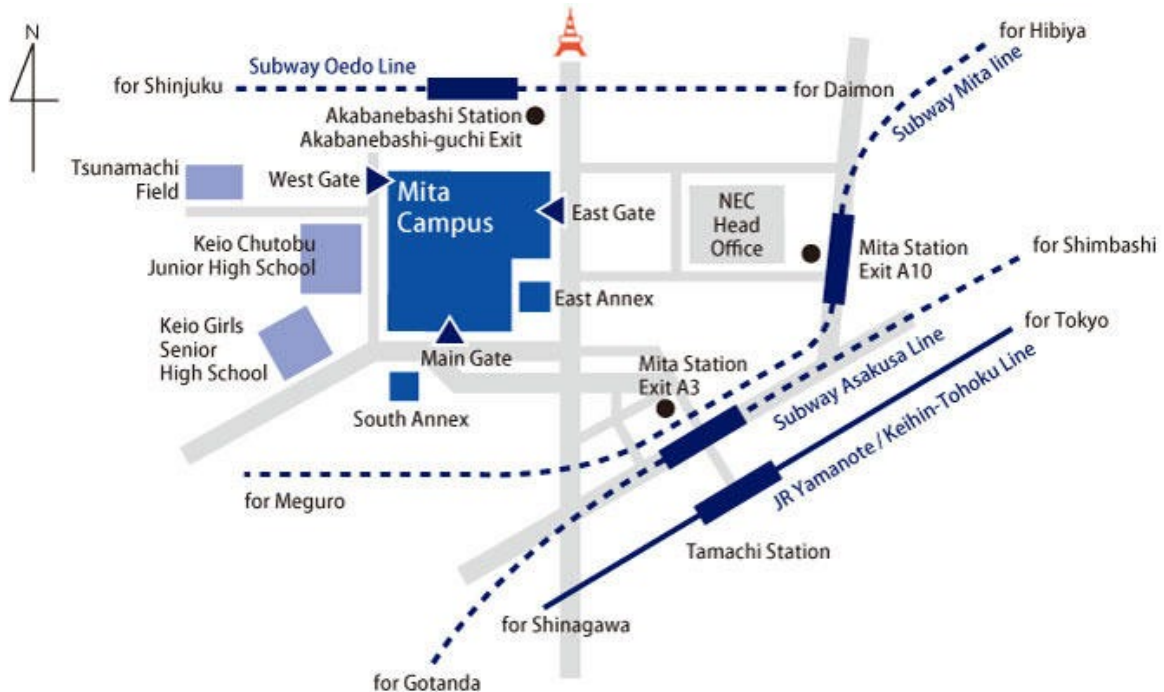 N
for Hibiya
Subway Oedo Line
for Shinjuku
for Daimon
Subway Mita line
Akabanebashi Station
Akabanebashi-guchi Exit
Tsunamachi
Field
West Gate
Mita
Campus
East Gate
NEC
Head
Office
Keio Chutobu
Junior High School
Mita Station
Exit A10
for Shimbashi
East Annex
Keio Girls
Senior
High School
Main Gate
for Tokyo
Mita Station
Exit A3
Subway Asakusa Line
JR Yamanote / Keihin-Tohoku Line
South Annex
for Meguro
Tamachi Station
for Shinagawa
for Gotanda